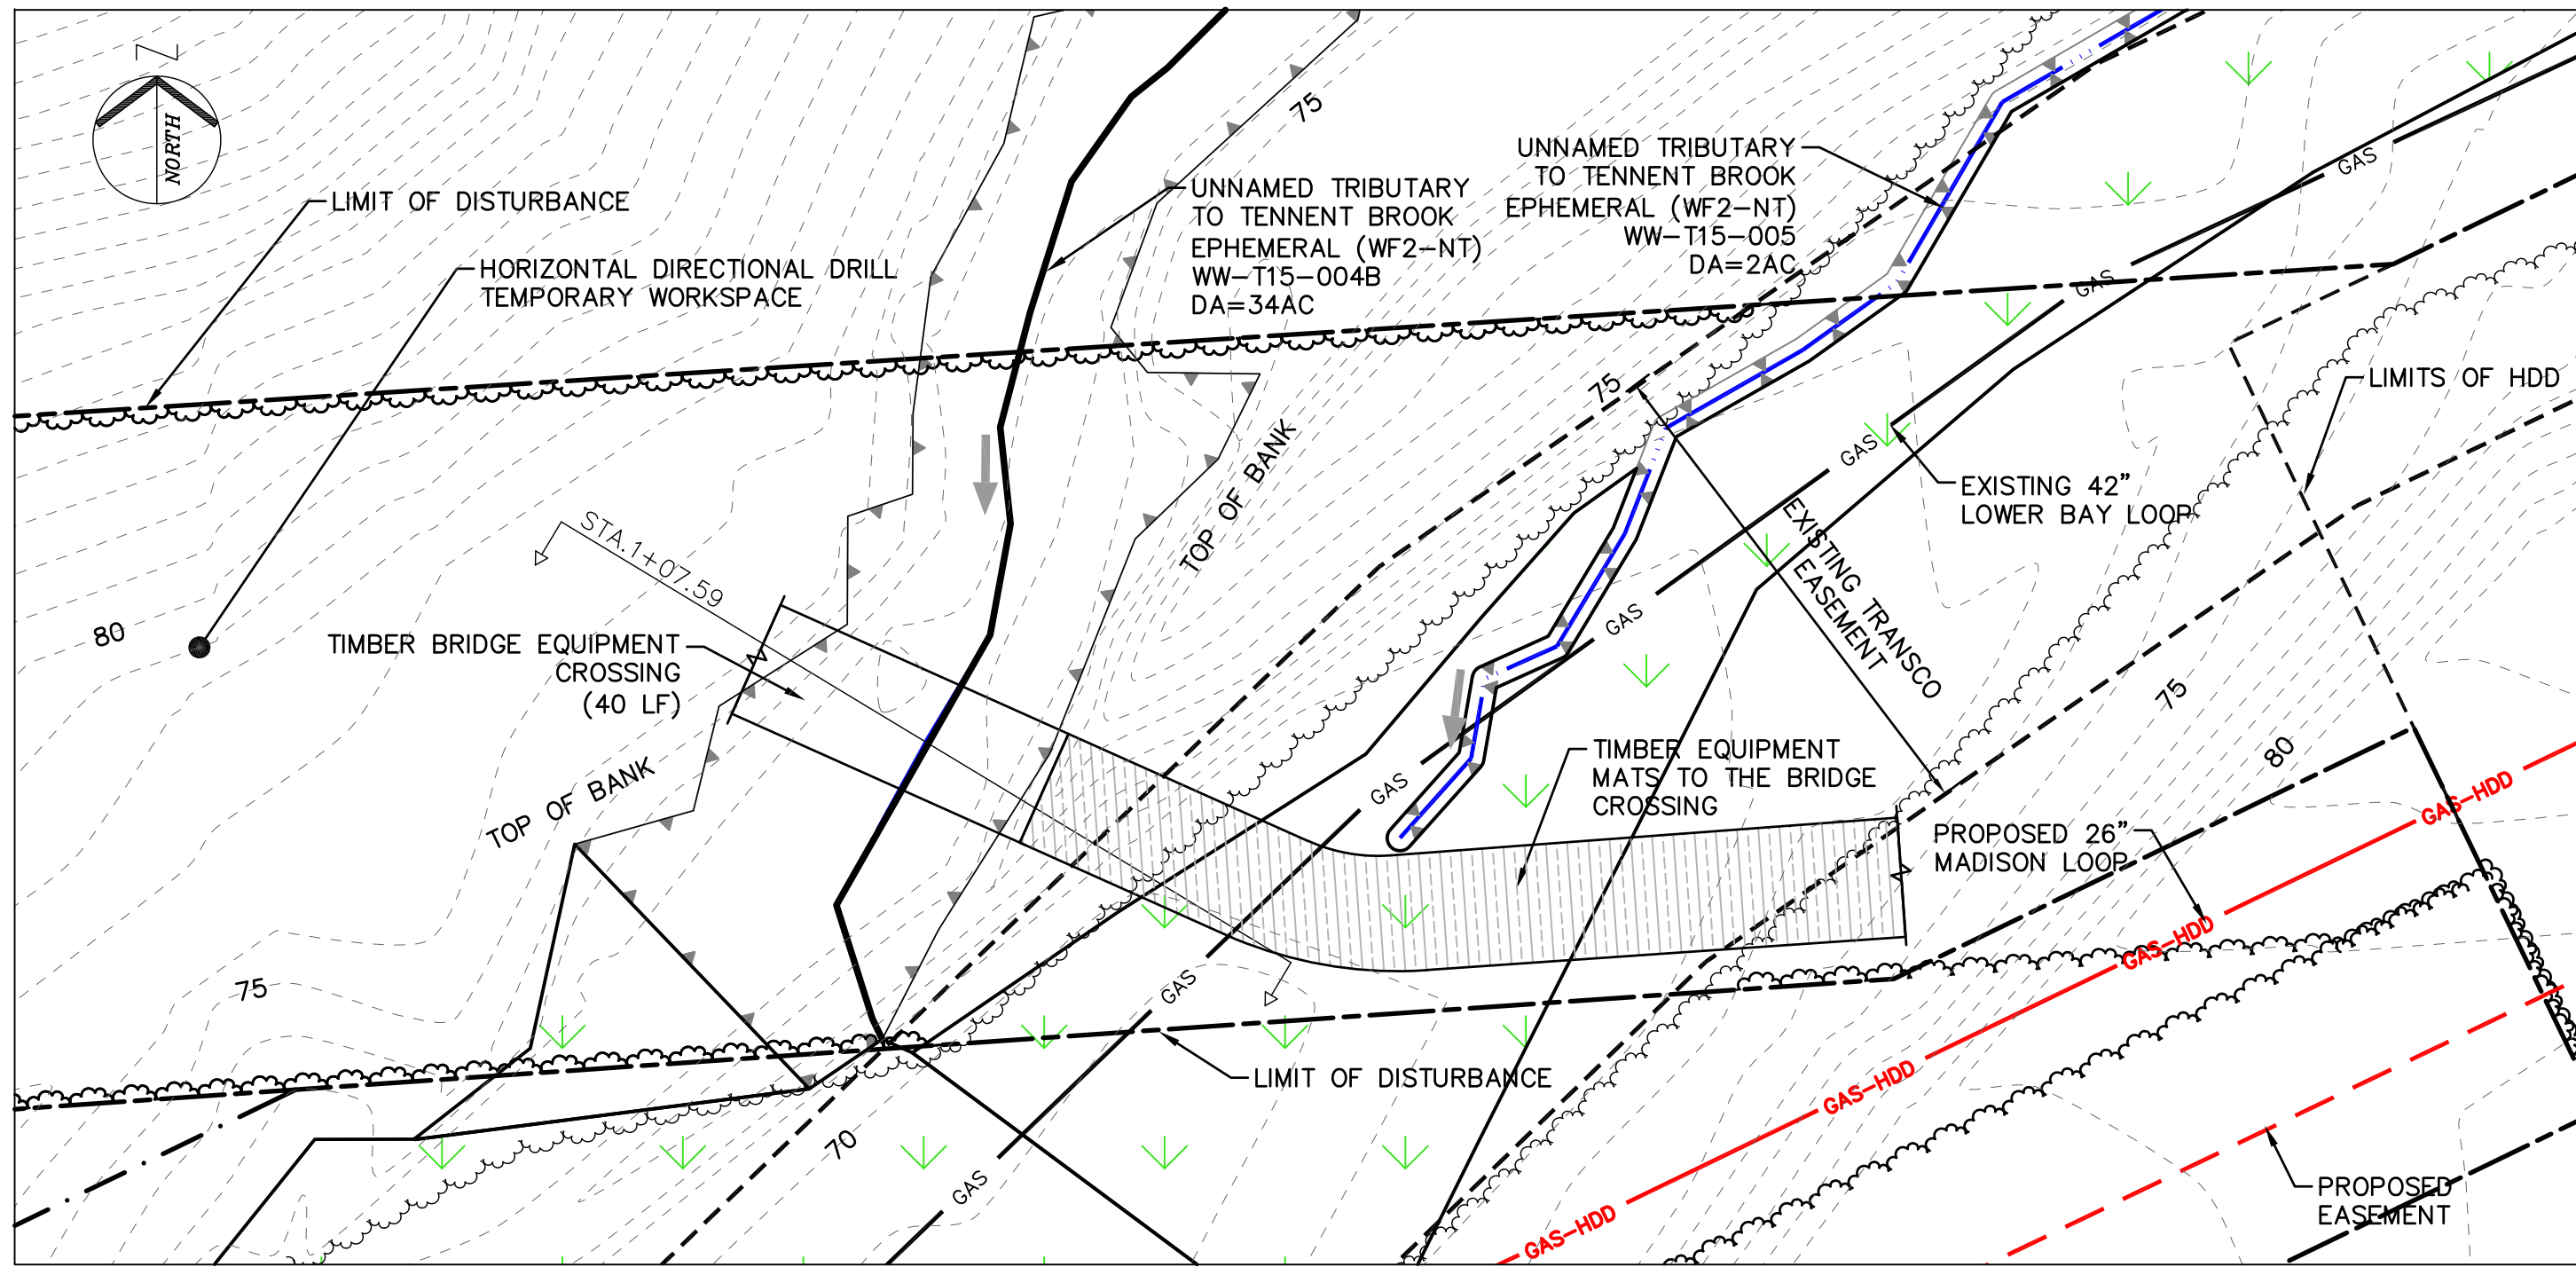 Z
NORTH
LIMIT OF DISTURBANCE
HORIZONTAL DIRECTIONAL DRILL
TEMPORARY WORKSPACE
75
UNNAMED TRIBUTARY
TO TENNENT BROOK
EPHEMERAL (WF2-NT)
WW-T15-004B
DA=34AC
UNNAMED TRIBUTARY
TO TENNENT BROOK
EPHEMERAL (WF2-NT)
WW-T15-005
DA=2AC
GAS
GAS
75
LIMITS OF HDD
TOP OF BANK
GAS
EXISTING 42"
LOWER BAY LOOP
STA.1+07.59
EXISTING TRANSCO
EASEMENT
80
TIMBER BRIDGE EQUIPMENT
CROSSING
(40 LF)
GAS
75
80
TOP OF BANK
GAS
TIMBER EQUIPMENT
MATS TO THE BRIDGE
CROSSING
GAS-HDD
PROPOSED 26"
MADISON LOOP
GAS-HDD
75
GAS
LIMIT OF DISTURBANCE
GAS-HDD
70
GAS
GAS-HDD
PROPOSED
EASEMENT